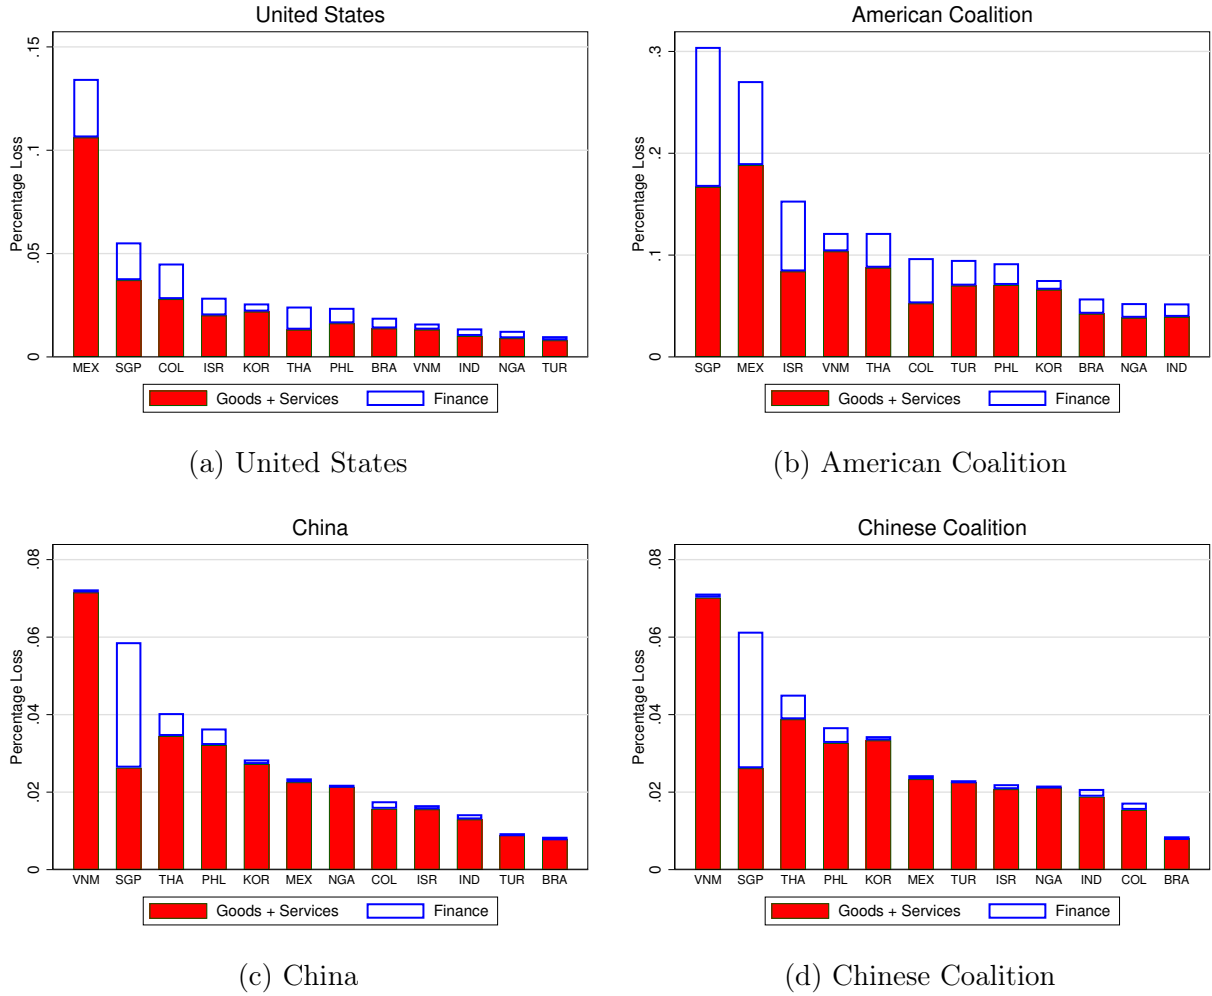 United States
Percentage Loss
.15
.1
.05
0
MEX SGP COL ISR KOR THA PHL BRA VNM IND NGA TUR
Goods + Services Finance
(a) United States
American Coalition
Percentage Loss
.3
.2
.1
0
SGP MEX ISR VNM THA COL TUR PHL KOR BRA NGA IND
Goods + Services Finance
(b) American Coalition
China
Percentage Loss
.08
.06
.04
.02
0
VNM SGP THA PHL KOR MEX NGA COL ISR IND TUR BRA
Goods + Services Finance
(c) China
Chinese Coalition
Percentage Loss
.08
.06
.04
.02
0
VNM SGP THA PHL KOR MEX TUR ISR NGA IND COL BRA
Goods + Services Finance
(d) Chinese Coalition